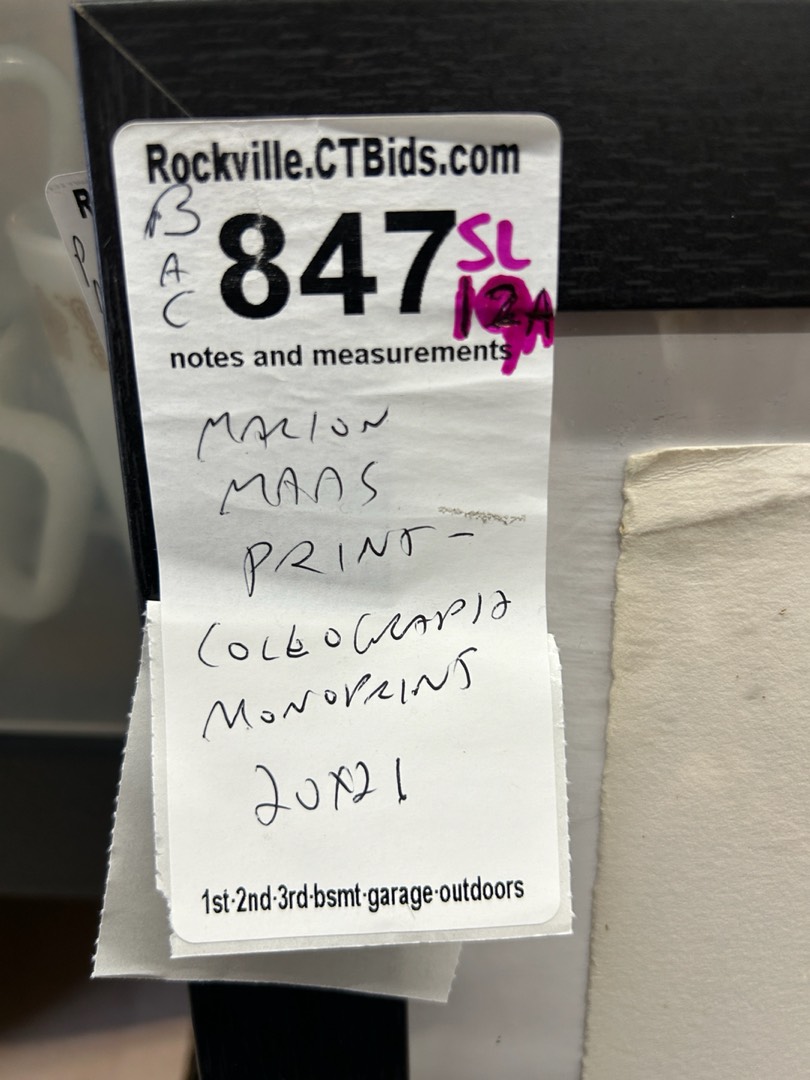 Rockville.CTBids.com
B
A
C
847
SL
12A
notes and measurements
MARION
MAAS
PRINT -
COLEOGRAPIA
MONOPRINT
20X21
1st·2nd·3rd·bsmt·garage·outdoors
R